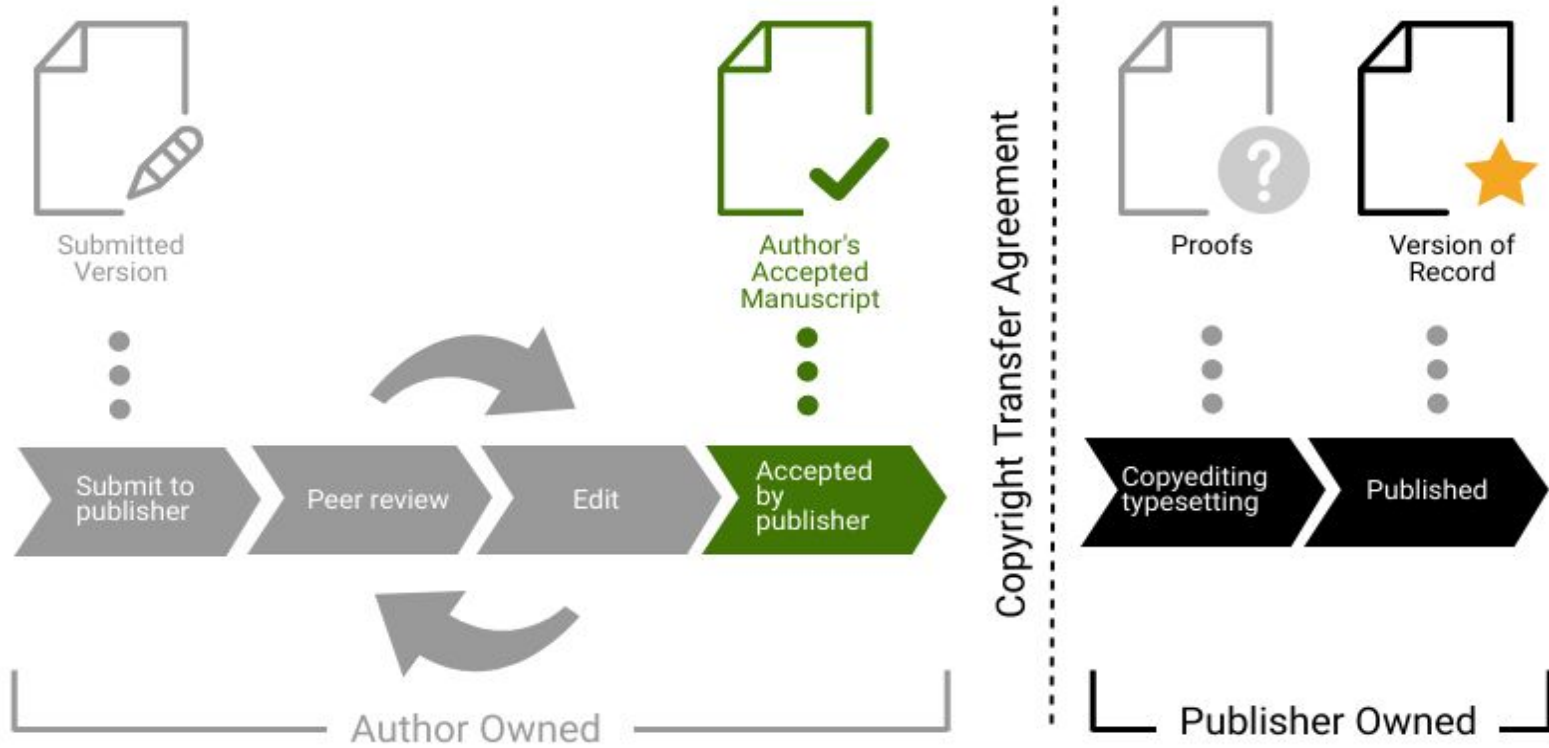 Submitted
Version
Author's
Accepted
Manuscript
Copyright Transfer Agreement
Proofs
Version of
Record
Submit to
publisher
Peer review
Edit
Accepted
by
publisher
Copyediting
typesetting
Published
Author Owned
Publisher Owned